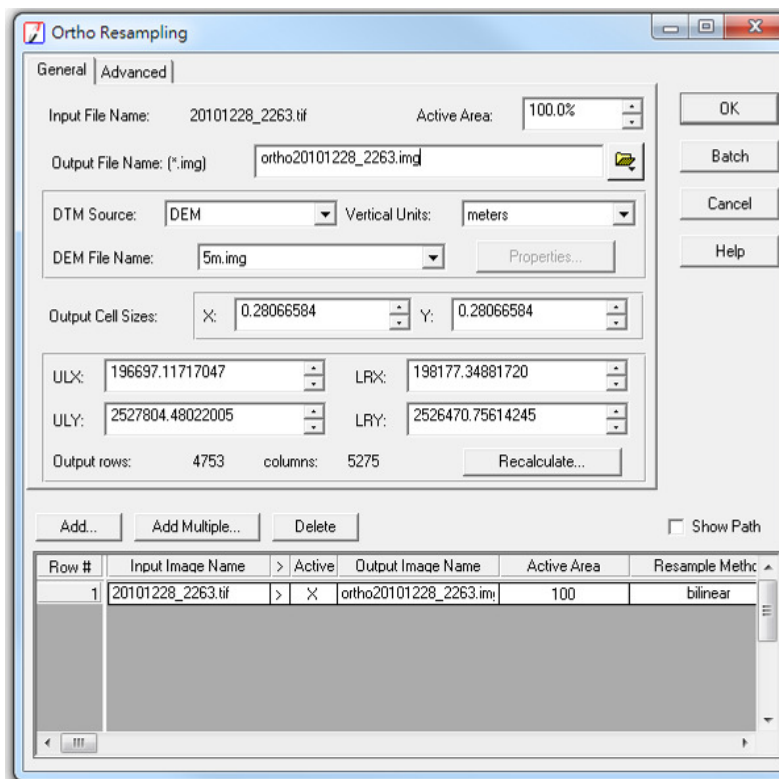 Ortho Resampling
General Advanced
OK
Input File Name: 20101228_2263.tif Active Area: 100.0%
Batch
Output File Name: (*.img) ortho20101228_2263.img
Cancel
DTM Source: DEM Vertical Units: meters
Help
DEM File Name: 5m.img Properties...
Output Cell Sizes: X: 0.28066584 Y: 0.28066584
ULX: 196697.11717047 LRX: 198177.34881720
ULY: 2527804.48022005 LRY: 2526470.75614245
Output rows: 4753 columns: 5275 Recalculate...
Add... Add Multiple... Delete Show Path
Row # Input Image Name > Active Output Image Name Active Area Resample Metho
1 20101228_2263.tif > X ortho20101228_2263.im 100 bilinear